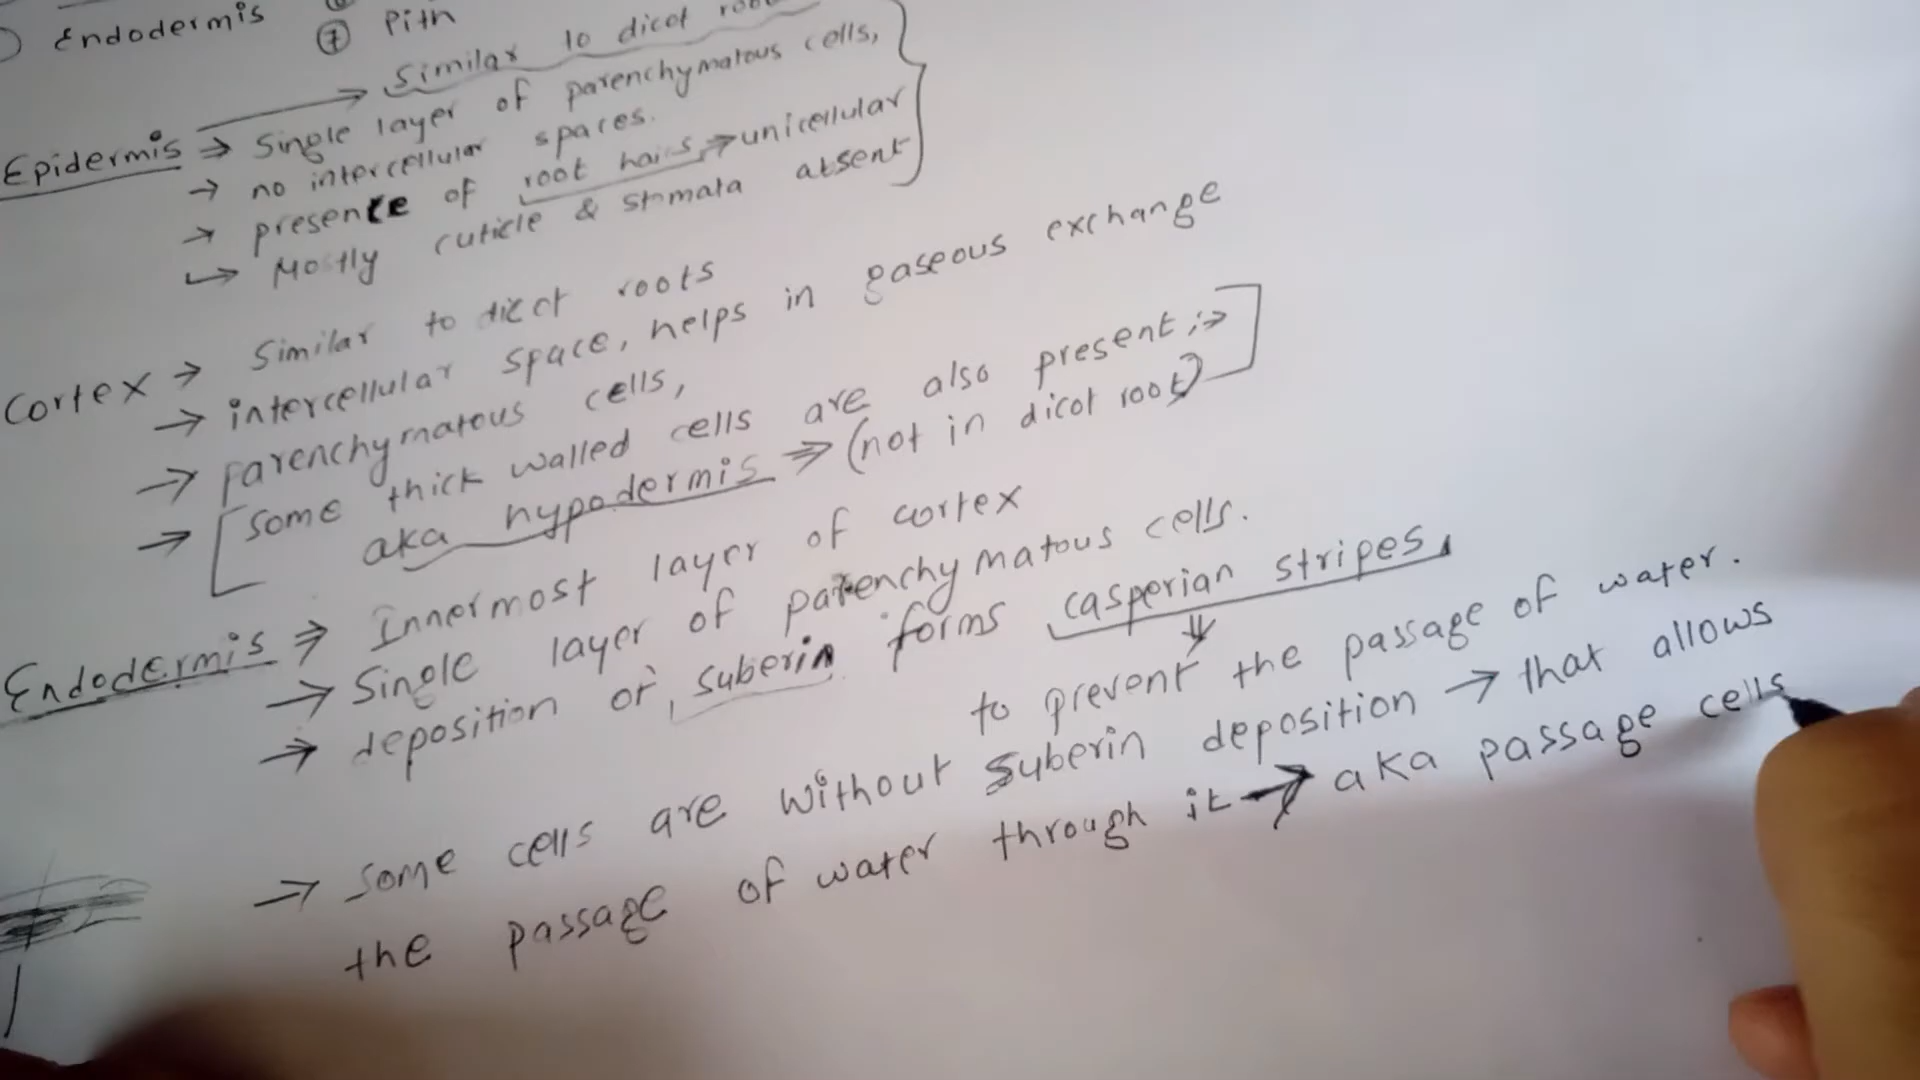 Endodermis
⑦ Pith
Similar to dicot
Epidermis → single layer of parenchymatous cells,
→ no intercellular spaces.
→ presence of root hairs → unicellular
↳ Mostly cuticle & stomata absent
Cortex → Similar to dicot roots
→ intercellular space, helps in gaseous exchange
→ parenchymatous cells,
→ [some thick walled cells are also present ;→
aka hypodermis ⇒ (not in dicot root)]
Endodermis ⇒ Innermost layer of cortex
→ Single layer of parenchymatous cells.
→ deposition of suberin forms casperian stripes
⇓
to prevent the passage of water.
→ Some cells are without suberin deposition → that allows
the passage of water through it → aka passage cells